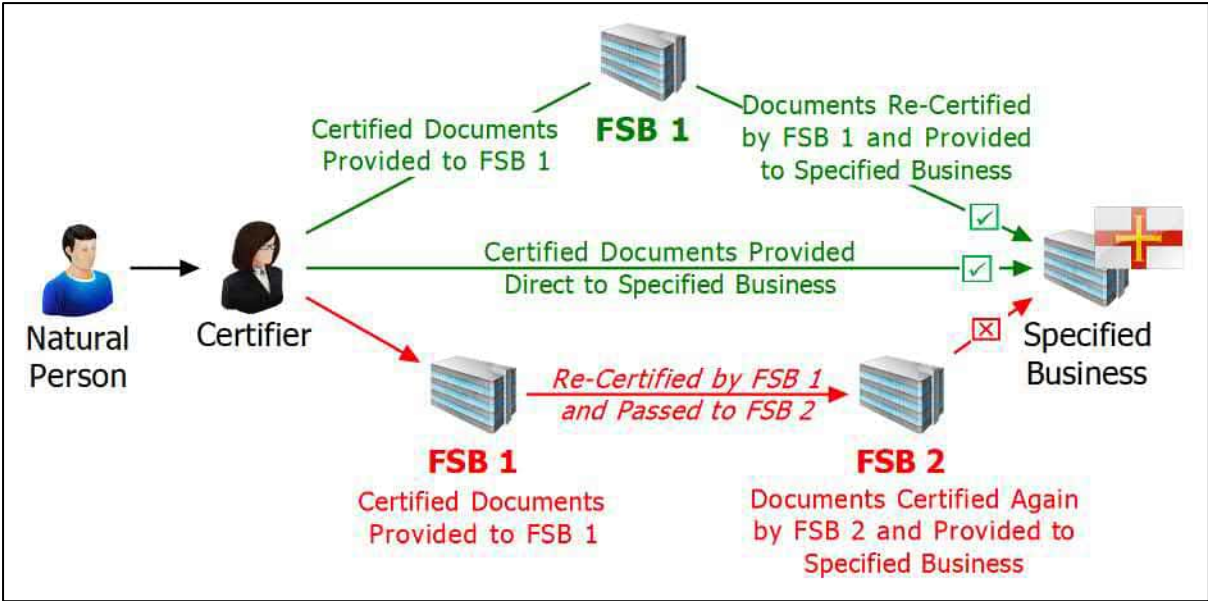 FSB 1
Certified Documents
Provided to FSB 1
Documents Re-Certified
by FSB 1 and Provided
to Specified Business
Certified Documents Provided
Direct to Specified Business
Natural
Person
Certifier
Specified
Business
Re-Certified by FSB 1
and Passed to FSB 2
FSB 1
Certified Documents
Provided to FSB 1
FSB 2
Documents Certified Again
by FSB 2 and Provided to
Specified Business